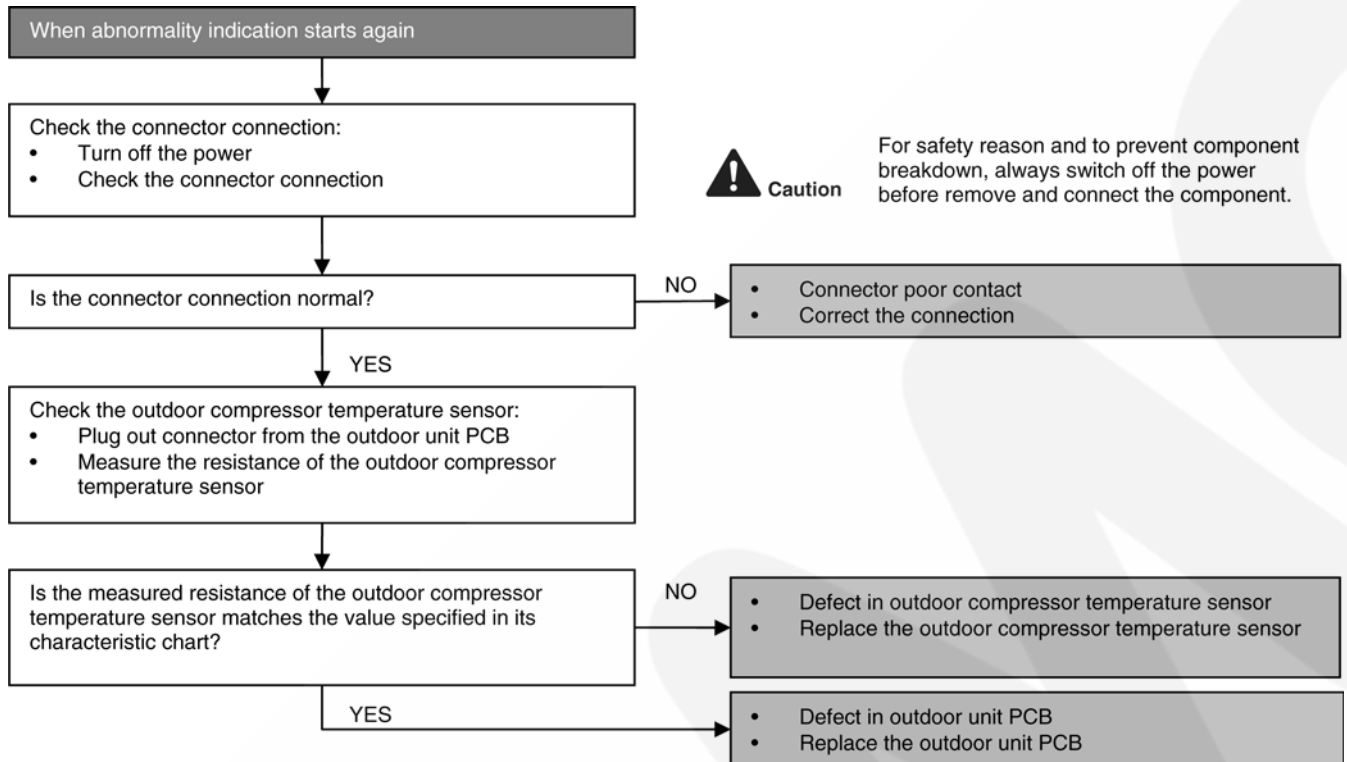 When abnormality indication starts again
Check the connector connection:
• Turn off the power
• Check the connector connection
Caution
For safety reason and to prevent component
breakdown, always switch off the power
before remove and connect the component.
Is the connector connection normal?
NO
• Connector poor contact
• Correct the connection
YES
Check the outdoor compressor temperature sensor:
• Plug out connector from the outdoor unit PCB
• Measure the resistance of the outdoor compressor
temperature sensor
Is the measured resistance of the outdoor compressor
temperature sensor matches the value specified in its
characteristic chart?
NO
• Defect in outdoor compressor temperature sensor
• Replace the outdoor compressor temperature sensor
YES
• Defect in outdoor unit PCB
• Replace the outdoor unit PCB